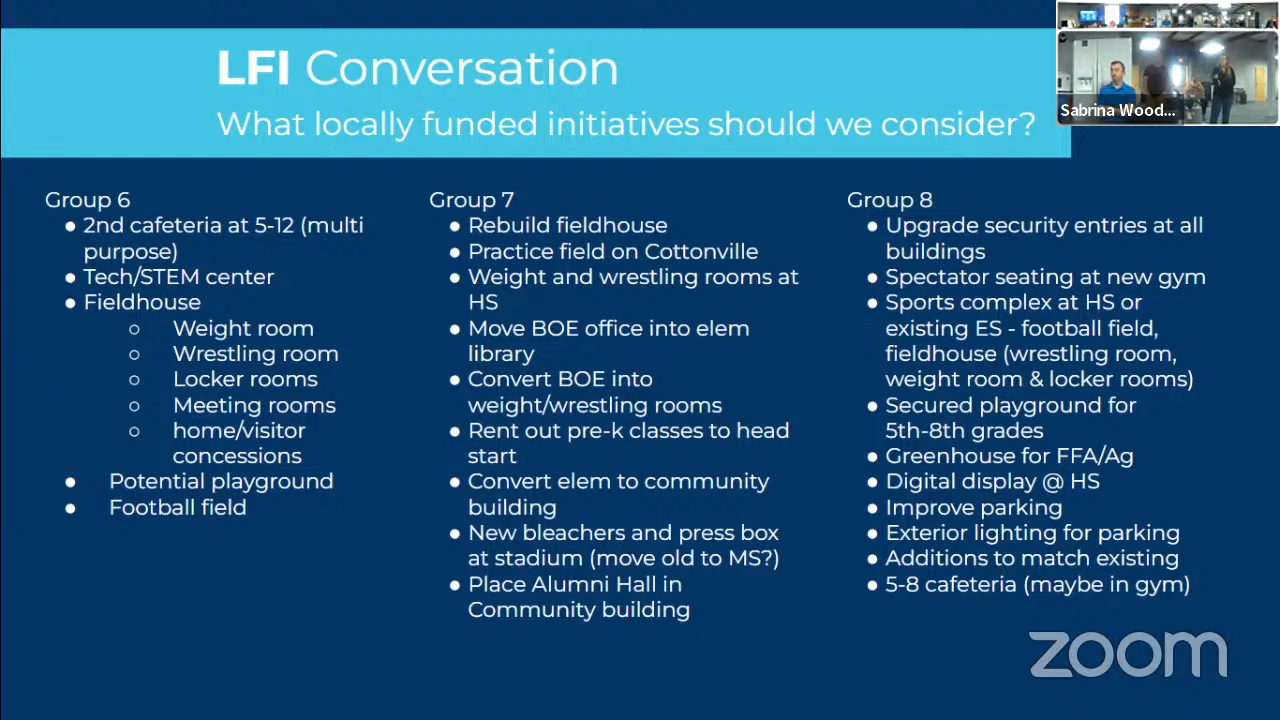 LFI Conversation
What locally funded initiatives should we consider?
Sabrina Wood...
Group 6
● 2nd cafeteria at 5-12 (multi
purpose)
● Tech/STEM center
● Fieldhouse
○ Weight room
○ Wrestling room
○ Locker rooms
○ Meeting rooms
○ home/visitor
concessions
● Potential playground
● Football field
Group 7
● Rebuild fieldhouse
● Practice field on Cottonville
● Weight and wrestling rooms at
HS
● Move BOE office into elem
library
● Convert BOE into
weight/wrestling rooms
● Rent out pre-k classes to head
start
● Convert elem to community
building
● New bleachers and press box
at stadium (move old to MS?)
● Place Alumni Hall in
Community building
Group 8
● Upgrade security entries at all
buildings
● Spectator seating at new gym
● Sports complex at HS or
existing ES - football field,
fieldhouse (wrestling room,
weight room & locker rooms)
● Secured playground for
5th-8th grades
● Greenhouse for FFA/Ag
● Digital display @ HS
● Improve parking
● Exterior lighting for parking
● Additions to match existing
● 5-8 cafeteria (maybe in gym)
zoom